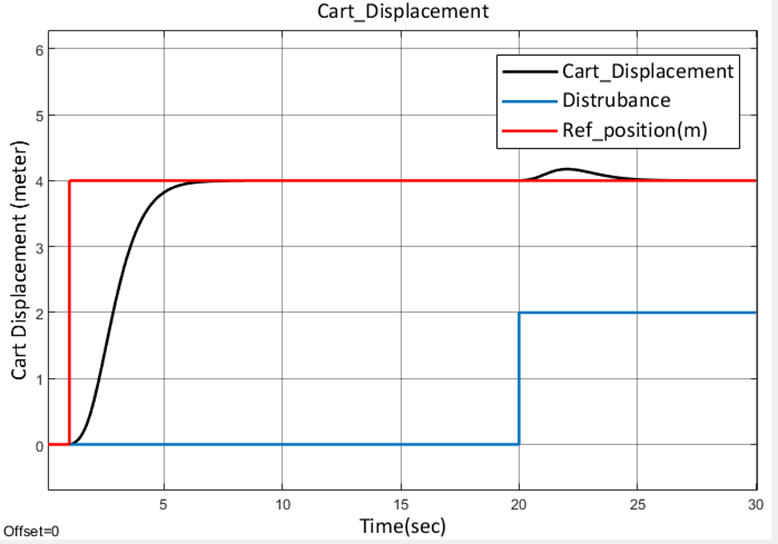 Cart_Displacement
Cart_Displacement
Distrubance
Ref_position(m)
Cart Displacement (meter)
6
5
4
3
2
1
0
5 10 15 20 25 30
Offset=0
Time(sec)